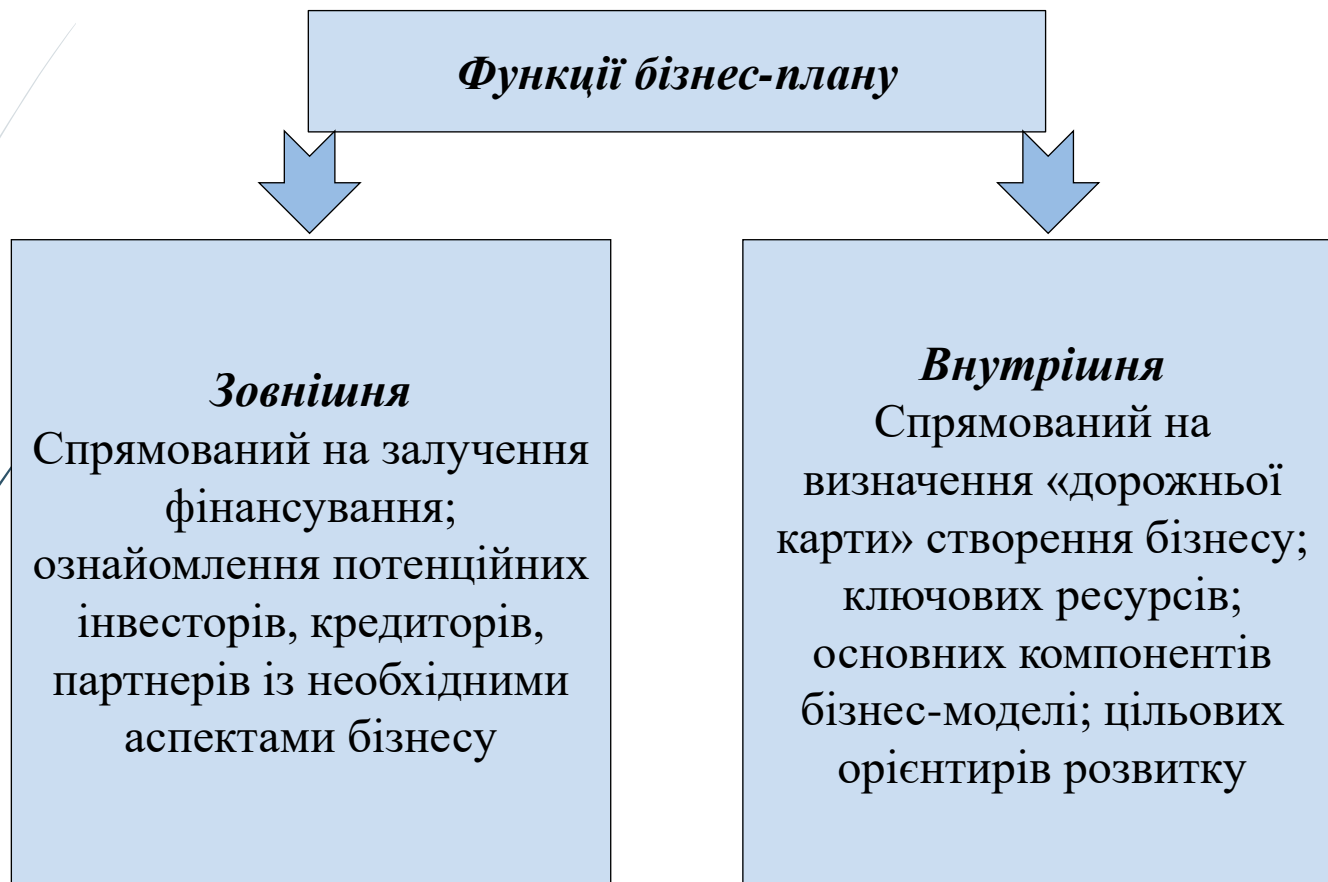 Функції бізнес-плану
Зовнішня
Спрямований на залучення
фінансування;
ознайомлення потенційних
інвесторів, кредиторів,
партнерів із необхідними
аспектами бізнесу
Внутрішня
Спрямований на
визначення «дорожньої
карти» створення бізнесу;
ключових ресурсів;
основних компонентів
бізнес-моделі; цільових
орієнтирів розвитку